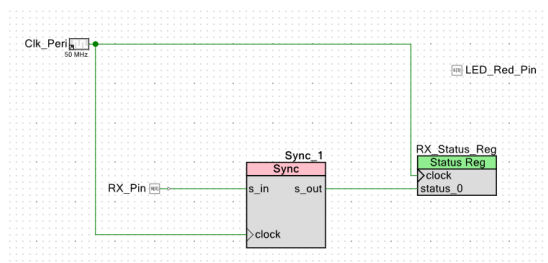 Clk_Peri
50 MHz
LED_Red_Pin
RX_Status_Reg
Status Reg
clock
status_0
Sync_1
Sync
s_in s_out
clock
RX_Pin